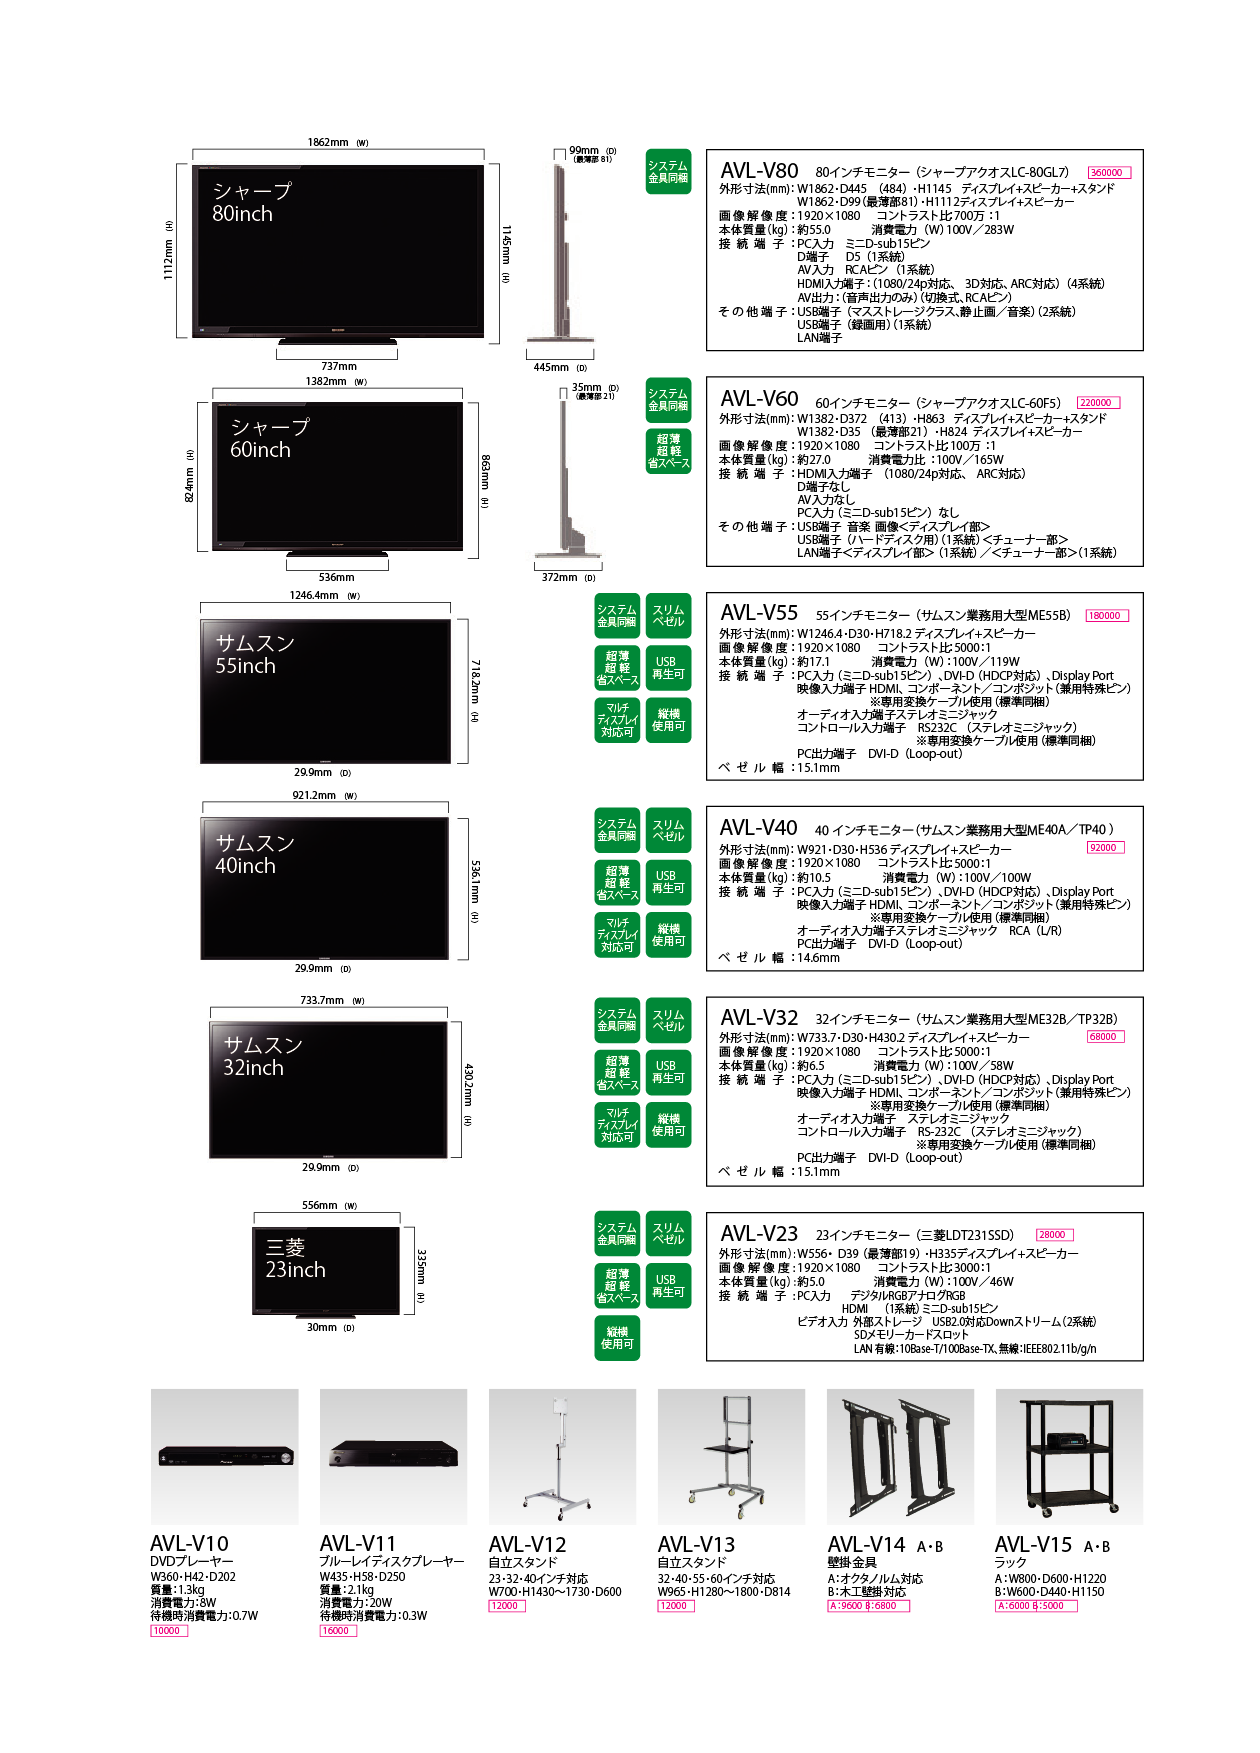 1862mm (W)
99mm (D)
(最薄部 81)
シャープ
80inch
1112mm (H)
1145mm (H)
737mm
445mm (D)
システム
金具同梱
AVL-V80 80インチモニター（シャープアクオスLC-80GL7） 360000
外形寸法(mm)：W1862・D445 （484）・H1145 ディスプレイ+スピーカー+スタンド
W1862・D99（最薄部81）・H1112ディスプレイ+スピーカー
画像解像度：1920×1080 コントラスト比700万：1
本体質量(kg)：約55.0 消費電力（W）100V／283W
接続端子：PC入力 ミニD-sub15ピン
D端子 D5（1系統）
AV入力 RCAピン（1系統）
HDMI入力端子：（1080/24p対応、 3D対応、ARC対応）（4系統）
AV出力：（音声出力のみ）（切換式、RCAピン）
その他端子：USB端子（マスストレージクラス、静止画／音楽）（2系統）
USB端子（録画用）（1系統）
LAN端子
1382mm (W)
35mm (D)
(最薄部 21)
シャープ
60inch
824mm (H)
863mm (H)
536mm
372mm (D)
システム
金具同梱
超薄
超軽
省スペース
AVL-V60 60インチモニター（シャープアクオスLC-60F5） 220000
外形寸法(mm)：W1382・D372 （413）・H863 ディスプレイ+スピーカー+スタンド
W1382・D35 （最薄部21）・H824 ディスプレイ+スピーカー
画像解像度：1920×1080 コントラスト比100万：1
本体質量(kg)：約27.0 消費電力比：100V／165W
接続端子：HDMI入力端子 （1080/24p対応、 ARC対応）
D端子なし
AV入力なし
PC入力（ミニD-sub15ピン）なし
その他端子：USB端子 音楽 画像＜ディスプレイ部＞
USB端子（ハードディスク用）（1系統）＜チューナー部＞
LAN端子＜ディスプレイ部＞（1系統）／＜チューナー部＞（1系統）
1246.4mm (W)
サムスン
55inch
718.2mm (H)
29.9mm (D)
システム
金具同梱
スリム
ベゼル
超薄
超軽
省スペース
USB
再生可
マルチ
ディスプレイ
対応可
縦横
使用可
AVL-V55 55インチモニター（サムスン業務用大型ME55B） 180000
外形寸法(mm)：W1246.4・D30・H718.2 ディスプレイ+スピーカー
画像解像度：1920×1080 コントラスト比5000：1
本体質量(kg)：約17.1 消費電力（W）：100V／119W
接続端子：PC入力（ミニD-sub15ピン）、DVI-D（HDCP対応）、Display Port
映像入力端子 HDMI、コンポーネント／コンポジット（兼用特殊ピン）
※専用変換ケーブル使用（標準同梱）
オーディオ入力端子ステレオミニジャック
コントロール入力端子 RS232C （ステレオミニジャック）
※専用変換ケーブル使用（標準同梱）
PC出力端子 DVI-D（Loop-out）
ベゼル幅：15.1mm
921.2mm (W)
サムスン
40inch
536.1mm (H)
29.9mm (D)
システム
金具同梱
スリム
ベゼル
超薄
超軽
省スペース
USB
再生可
マルチ
ディスプレイ
対応可
縦横
使用可
AVL-V40 40 インチモニター（サムスン業務用大型ME40A／TP40 ）
92000
外形寸法(mm)：W921・D30・H536 ディスプレイ+スピーカー
画像解像度：1920×1080 コントラスト比5000：1
本体質量(kg)：約10.5 消費電力（W）：100V／100W
接続端子：PC入力（ミニD-sub15ピン）、DVI-D（HDCP対応）、Display Port
映像入力端子 HDMI、コンポーネント／コンポジット（兼用特殊ピン）
※専用変換ケーブル使用（標準同梱）
オーディオ入力端子ステレオミニジャック RCA（L/R）
PC出力端子 DVI-D（Loop-out）
ベゼル幅：14.6mm
733.7mm (W)
サムスン
32inch
430.2mm (H)
29.9mm (D)
システム
金具同梱
スリム
ベゼル
超薄
超軽
省スペース
USB
再生可
マルチ
ディスプレイ
対応可
縦横
使用可
AVL-V32 32インチモニター（サムスン業務用大型ME32B／TP32B）
68000
外形寸法(mm)：W733.7・D30・H430.2 ディスプレイ+スピーカー
画像解像度：1920×1080 コントラスト比5000：1
本体質量(kg)：約6.5 消費電力（W）：100V／58W
接続端子：PC入力（ミニD-sub15ピン）、DVI-D（HDCP対応）、Display Port
映像入力端子 HDMI、コンポーネント／コンポジット（兼用特殊ピン）
※専用変換ケーブル使用（標準同梱）
オーディオ入力端子 ステレオミニジャック
コントロール入力端子 RS-232C （ステレオミニジャック）
※専用変換ケーブル使用（標準同梱）
PC出力端子 DVI-D（Loop-out）
ベゼル幅：15.1mm
556mm (W)
三菱
23inch
335mm (H)
30mm (D)
システム
金具同梱
スリム
ベゼル
超薄
超軽
省スペース
USB
再生可
縦横
使用可
AVL-V23 23インチモニター（三菱LDT231SSD） 28000
外形寸法(mm)：W556・ D39（最薄部19）・H335ディスプレイ+スピーカー
画像解像度：1920×1080 コントラスト比3000：1
本体質量(kg)：約5.0 消費電力（W）：100V／46W
接続端子：PC入力 デジタルRGBアナログRGB
HDMI （1系統）ミニD-sub15ピン
ビデオ入力 外部ストレージ USB2.0対応Downストリーム（2系統）
SDメモリーカードスロット
LAN 有線：10Base-T/100Base-TX、無線：IEEE802.11b/g/n
AVL-V10
DVDプレーヤー
W360・H42・D202
質量：1.3kg
消費電力：8W
待機時消費電力：0.7W
10000
AVL-V11
ブルーレイディスクプレーヤー
W435・H58・D250
質量：2.1kg
消費電力：20W
待機時消費電力：0.3W
16000
AVL-V12
自立スタンド
23・32・40インチ対応
W700・H1430～1730・D600
12000
AVL-V13
自立スタンド
32・40・55・60インチ対応
W965・H1280～1800・D814
12000
AVL-V14 A・B
壁掛金具
A：オクタノルム対応
B：木工壁掛対応
A：9600 B：6800
AVL-V15 A・B
ラック
A：W800・D600・H1220
B：W600・D440・H1150
A：6000 B：5000